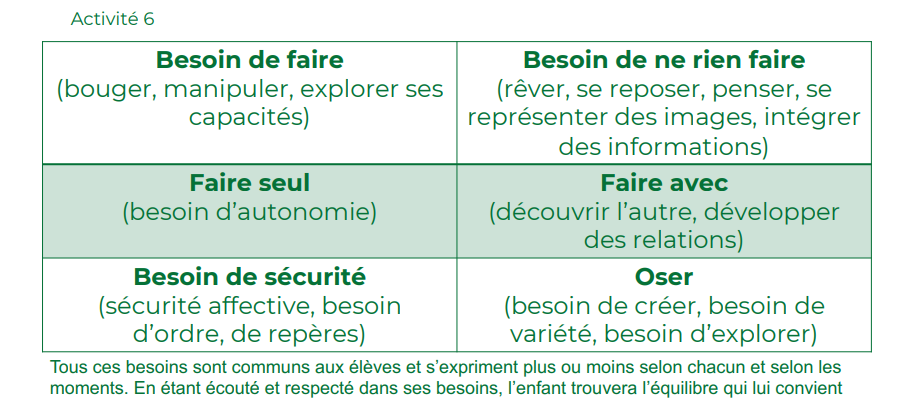 Activité 6
Besoin de faire
(bouger, manipuler, explorer ses
capacités)
Besoin de ne rien faire
(rêver, se reposer, penser, se
représenter des images, intégrer
des informations)
Faire seul
(besoin d’autonomie)
Faire avec
(découvrir l’autre, développer
des relations)
Besoin de sécurité
(sécurité affective, besoin
d’ordre, de repères)
Oser
(besoin de créer, besoin de
variété, besoin d’explorer)
Tous ces besoins sont communs aux élèves et s’expriment plus ou moins selon chacun et selon les
moments. En étant écouté et respecté dans ses besoins, l’enfant trouvera l’équilibre qui lui convient